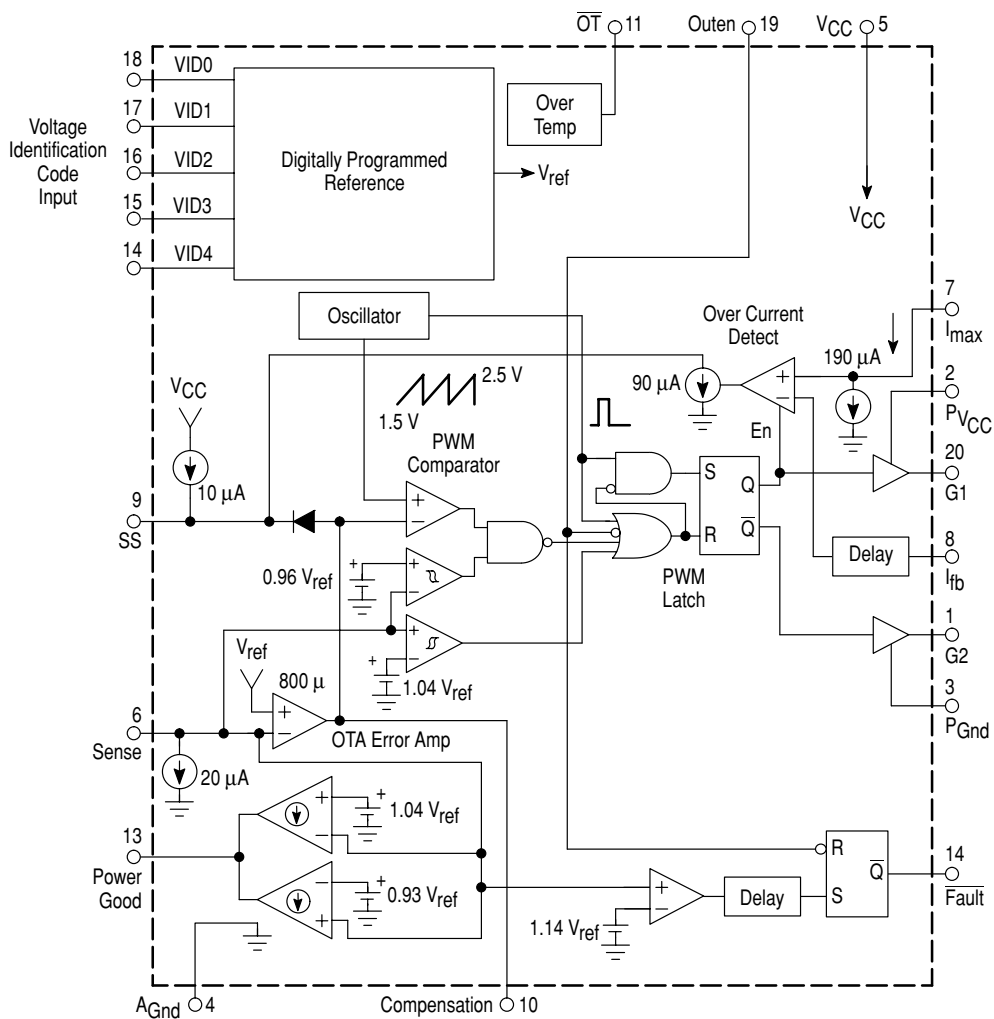 OT 11
Outen 19
VCC 5
18 VID0
17 VID1
16 VID2
15 VID3
14 VID4
Voltage
Identification
Code
Input
Digitally Programmed
Reference
Vref
Over
Temp
VCC
Oscillator
Over Current
Detect
7
Imax
190 μA
90 μA
2
PVCC
En
20
G1
VCC
10 μA
1.5 V
2.5 V
PWM
Comparator
9
SS
+
−
S
R
Q
Q
PWM
Latch
Delay
8
Ifb
0.96 Vref
+
+
−
+
−
+
1.04 Vref
1
G2
3
PGnd
Vref
800 μ
+
−
OTA Error Amp
6
Sense
20 μA
+
−
+
1.04 Vref
13
Power
Good
−
+
+
0.93 Vref
+
−
1.14 Vref
Delay
R
S
Q
14
Fault
AGnd 4
Compensation 10
+
−